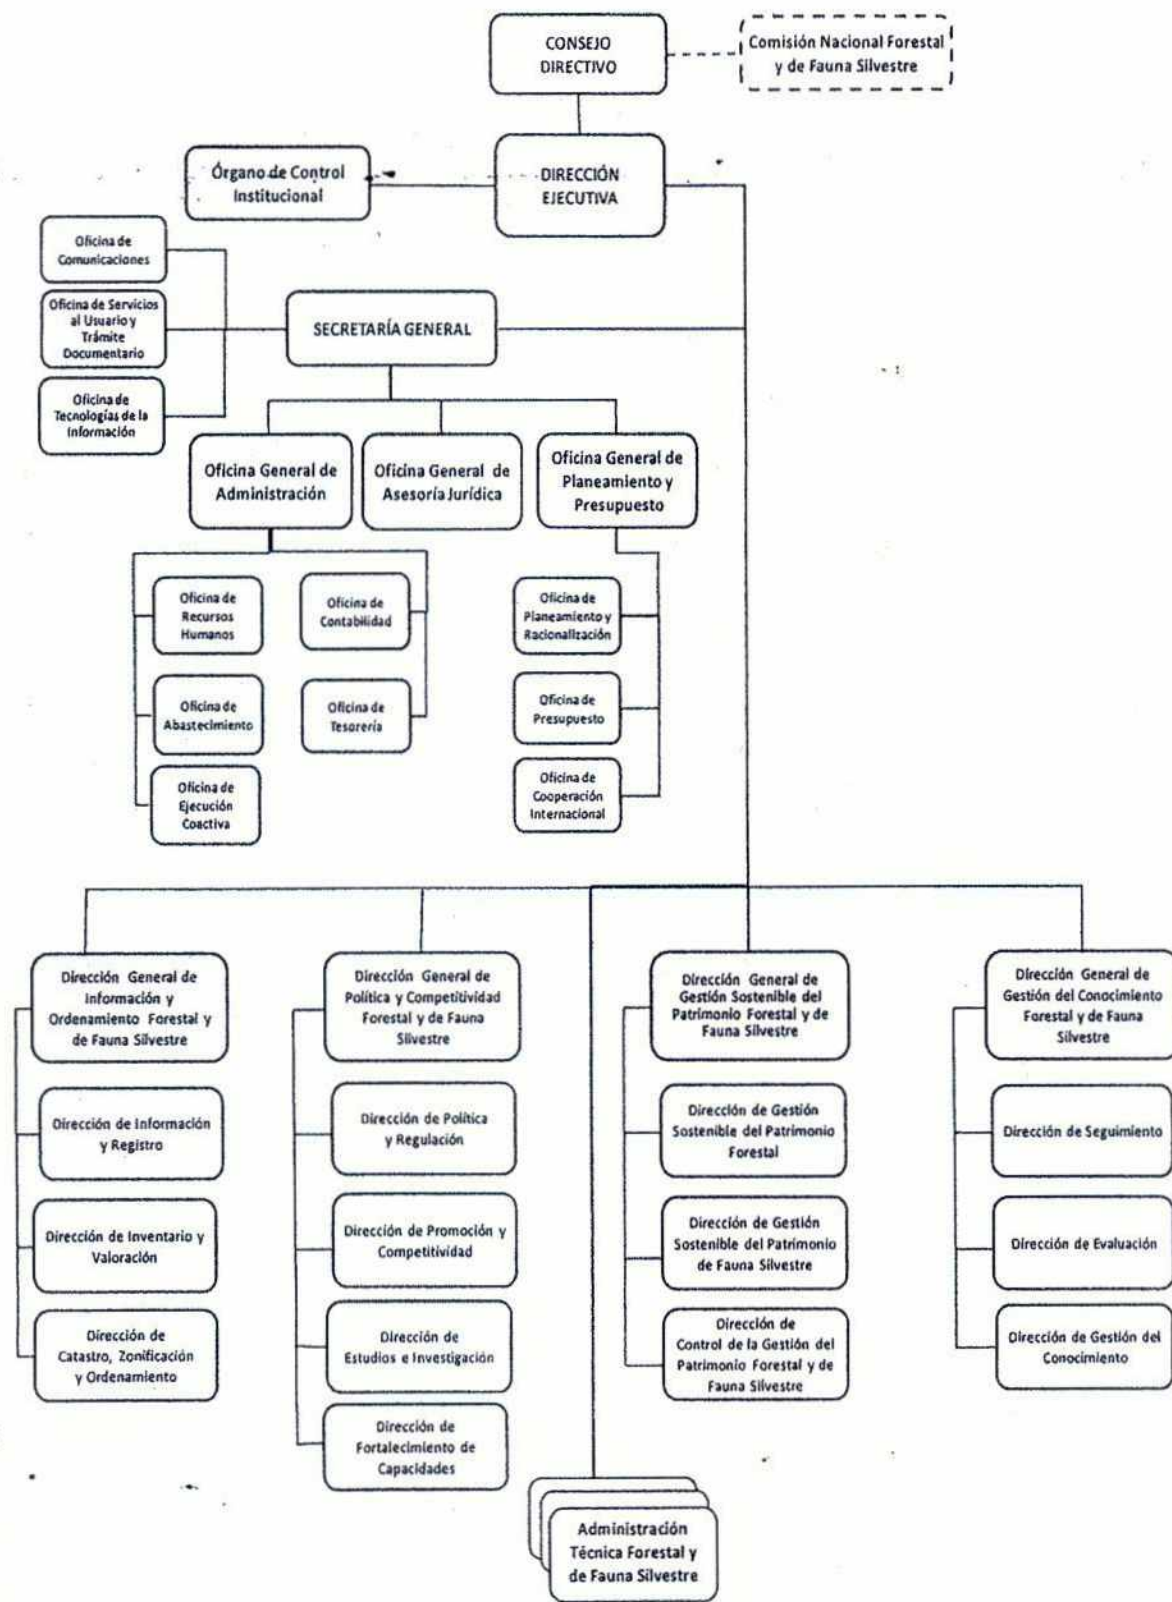 CONSEJO
DIRECTIVO
Comisión Nacional Forestal
y de Fauna Silvestre
Órgano de Control
Institucional
DIRECCIÓN
EJECUTIVA
Oficina de
Comunicaciones
Oficina de Servicios
al Usuario y
Trámite
Documentario
Oficina de
Tecnologías de la
Información
SECRETARÍA GENERAL
Oficina General de
Administración
Oficina General de
Asesoría Jurídica
Oficina General de
Planeamiento y
Presupuesto
Oficina de
Recursos
Humanos
Oficina de
Contabilidad
Oficina de
Planeamiento y
Racionalización
Oficina de
Abastecimiento
Oficina de
Tesorería
Oficina de
Presupuesto
Oficina de
Ejecución
Coactiva
Oficina de
Cooperación
Internacional
Dirección General de
Información y
Ordenamiento Forestal y
de Fauna Silvestre
Dirección de Información
y Registro
Dirección de Inventario y
Valoración
Dirección de
Catastro, Zonificación
y Ordenamiento
Dirección General de
Política y Competitividad
Forestal y de Fauna
Silvestre
Dirección de Política
y Regulación
Dirección de Promoción y
Competitividad
Dirección de
Estudios e Investigación
Dirección de
Fortalecimiento de
Capacidades
Dirección General de
Gestión Sostenible del
Patrimonio Forestal y de
Fauna Silvestre
Dirección de Gestión
Sostenible del Patrimonio
Forestal
Dirección de Gestión
Sostenible del Patrimonio
de Fauna Silvestre
Dirección de
Control de la Gestión del
Patrimonio Forestal y de
Fauna Silvestre
Dirección General de
Gestión del Conocimiento
Forestal y de Fauna
Silvestre
Dirección de Seguimiento
Dirección de Evaluación
Dirección de Gestión del
Conocimiento
Administración
Técnica Forestal y
de Fauna Silvestre